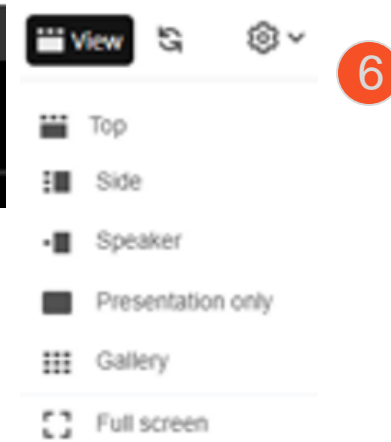 View
6
Top
Side
Speaker
Presentation only
Gallery
Full screen